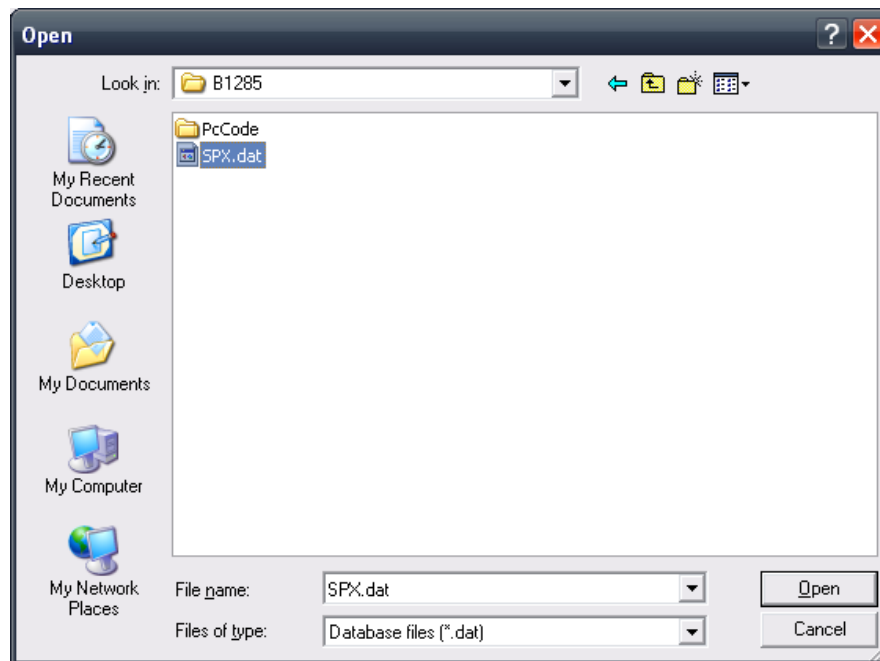 Open
Look in:
B1285
PcCode
SPX.dat
My Recent
Documents
Desktop
My Documents
My Computer
My Network
Places
File name:
SPX.dat
Open
Files of type:
Database files (*.dat)
Cancel